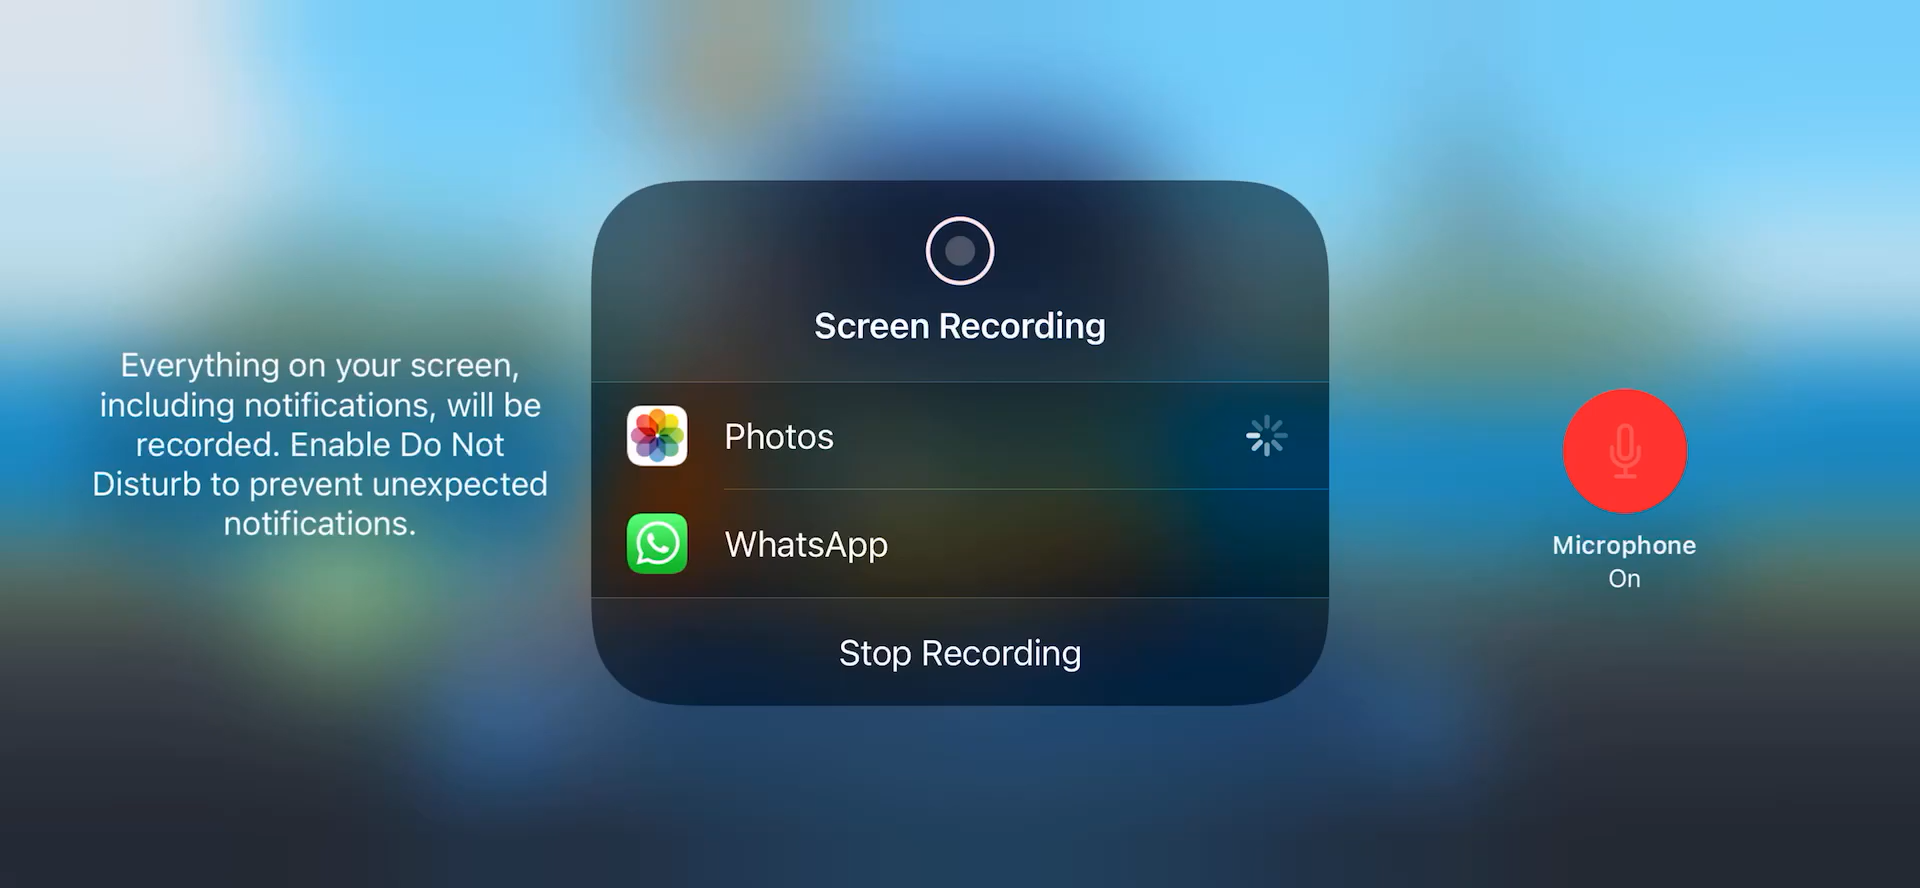 Everything on your screen,
including notifications, will be
recorded. Enable Do Not
Disturb to prevent unexpected
notifications.
Screen Recording
Photos
WhatsApp
Stop Recording
Microphone
On